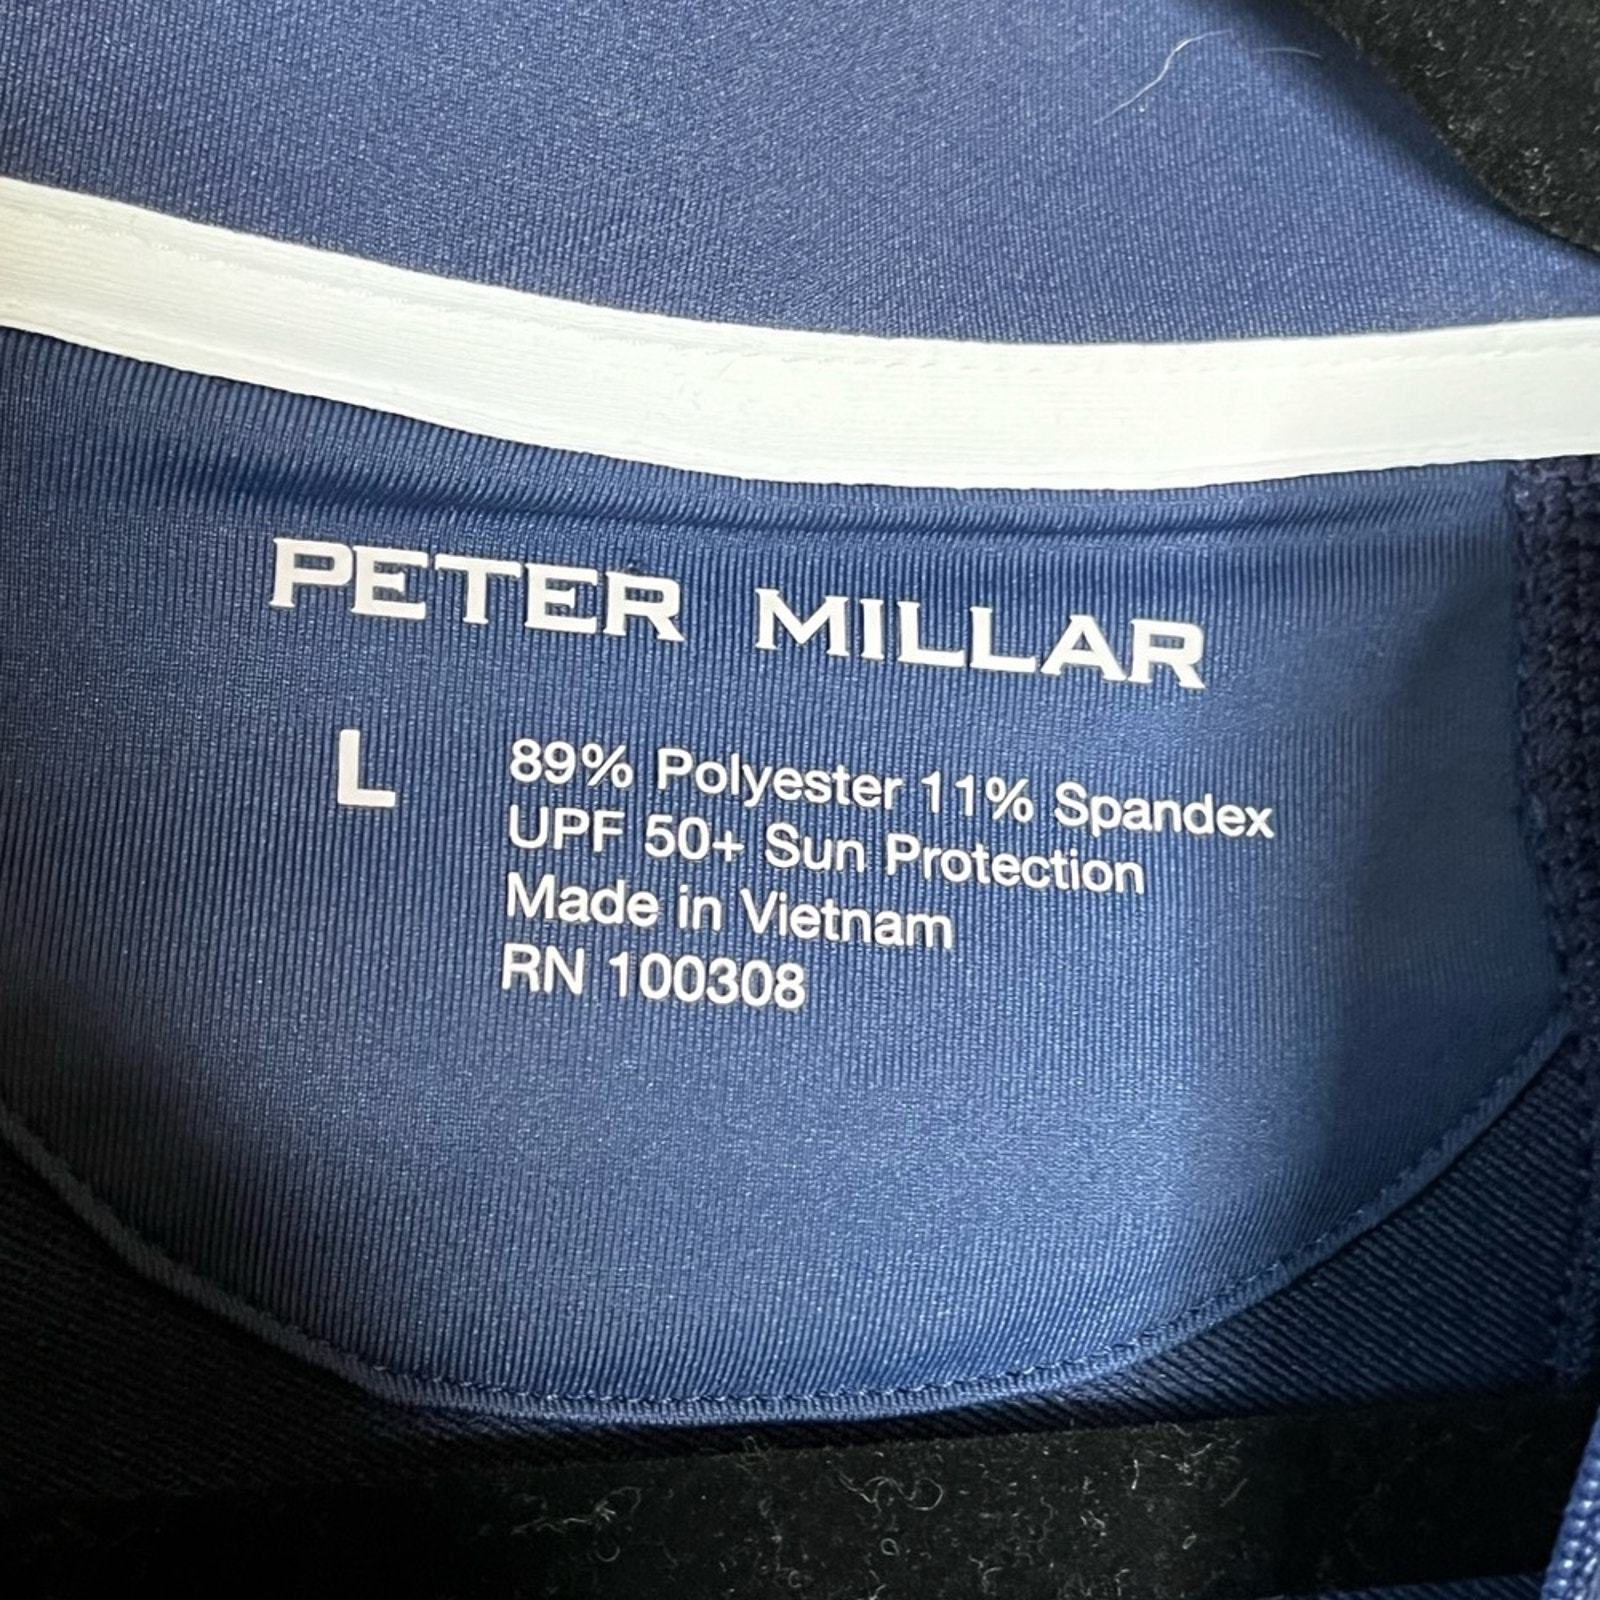 PETER MILLAR
L
89% Polyester 11% Spandex
UPF 50+ Sun Protection
Made in Vietnam
RN 100308